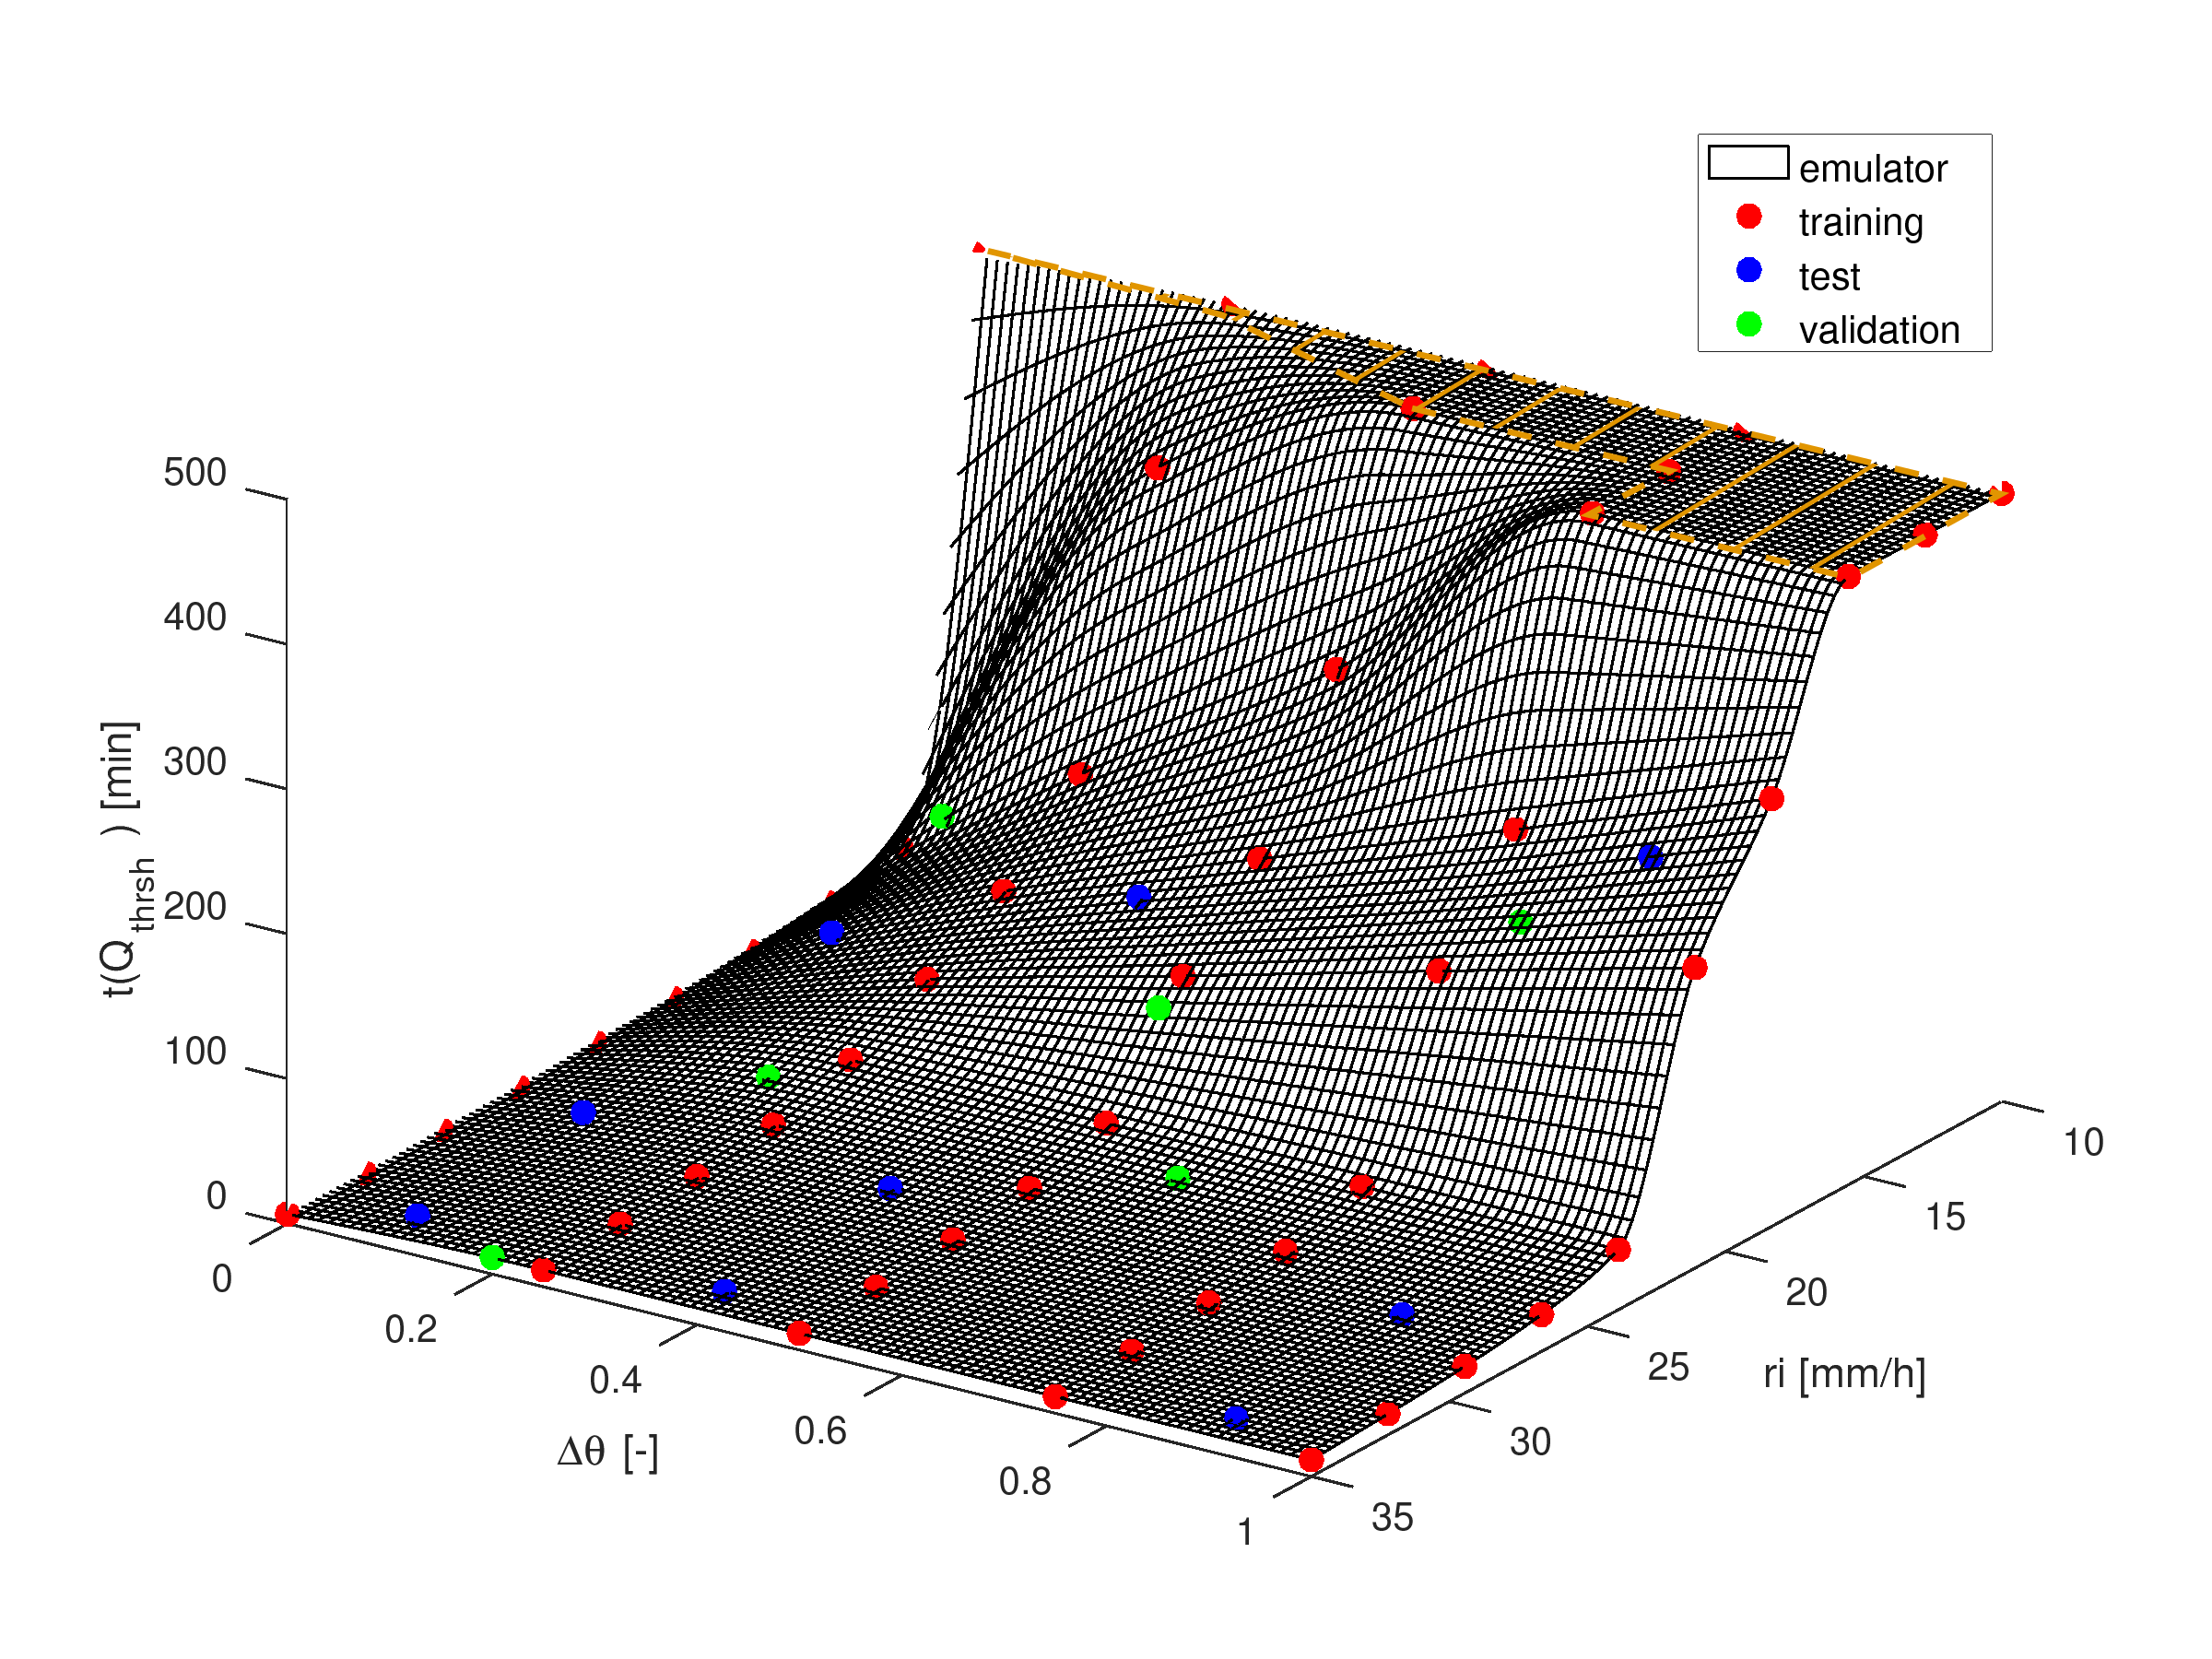 emulator
training
test
validation
500
400
300
200
100
0
t(Q_thrsh) [min]
0
0.2
0.4
0.6
0.8
1
Δθ [-]
10
15
20
25
30
35
ri [mm/h]